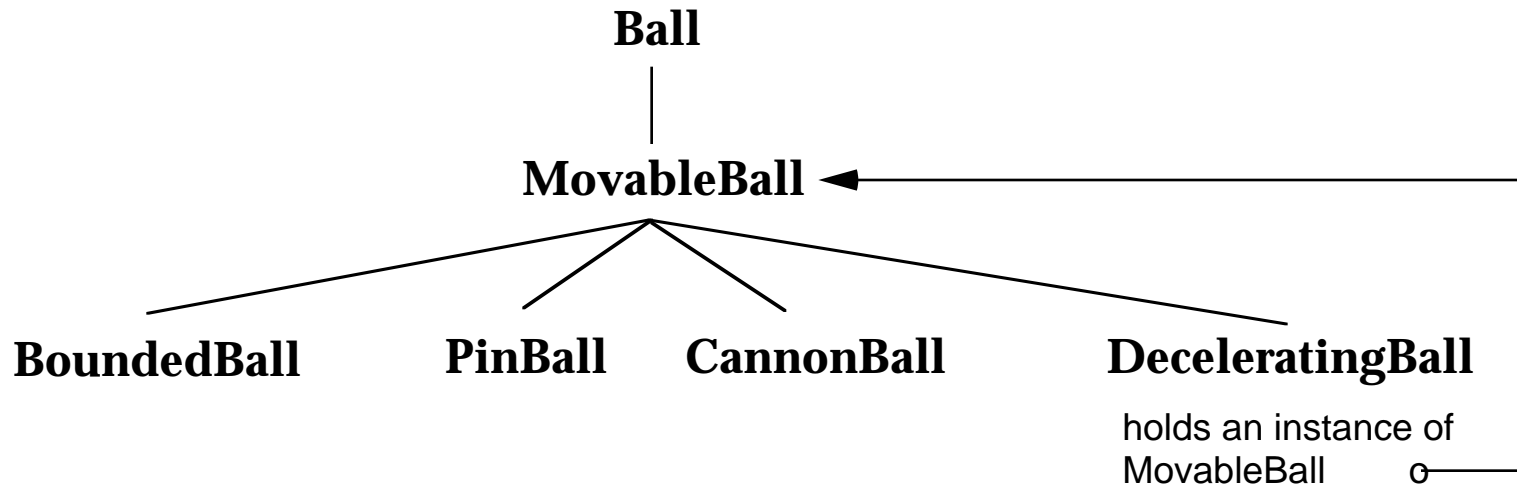 Ball
MovableBall
BoundedBall PinBall CannonBall DeceleratingBall
holds an instance of
MovableBall